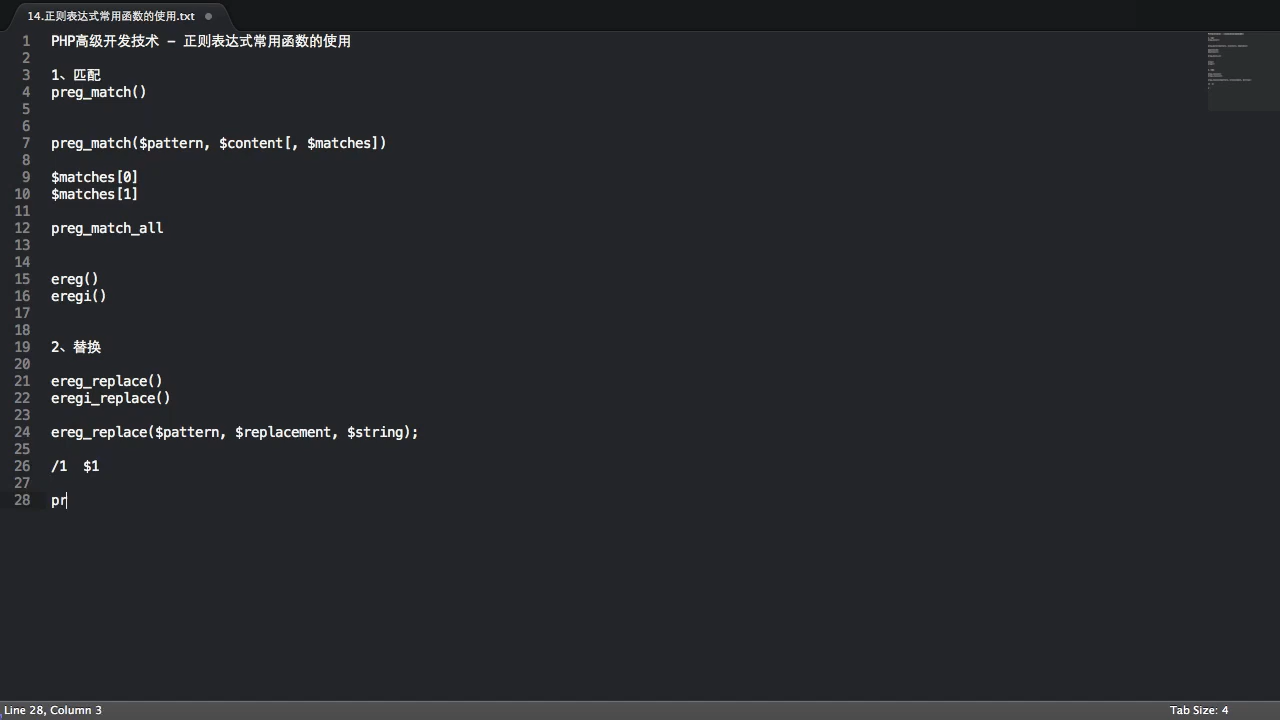 14.正则表达式常用函数的使用.txt
1 PHP高级开发技术 - 正则表达式常用函数的使用
2
3 1、匹配
4 preg_match()
5
6
7 preg_match($pattern, $content[, $matches])
8
9 $matches[0]
10 $matches[1]
11
12 preg_match_all
13
14
15 ereg()
16 eregi()
17
18
19 2、替换
20
21 ereg_replace()
22 eregi_replace()
23
24 ereg_replace($pattern, $replacement, $string);
25
26 /1  $1
27
28 pr
Line 28, Column 3
Tab Size: 4